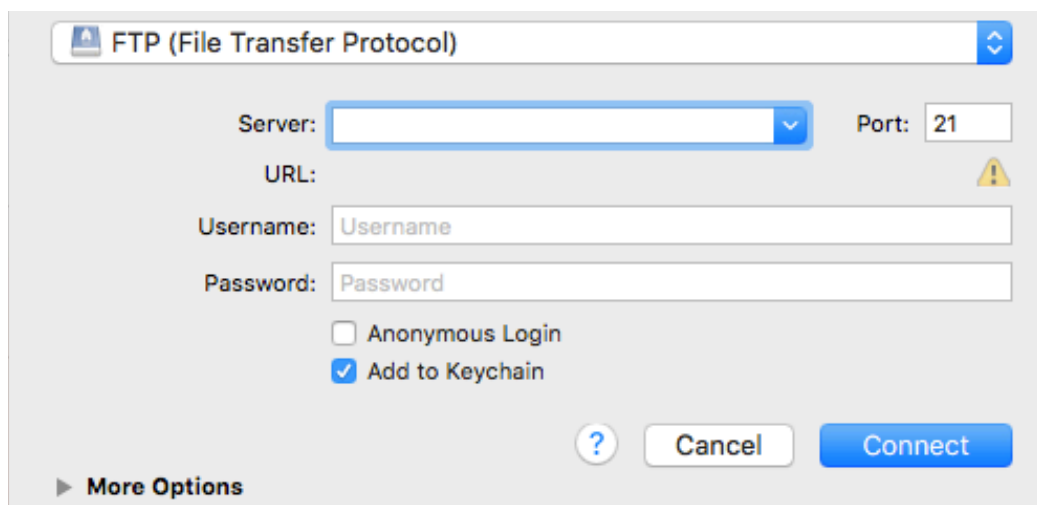 FTP (File Transfer Protocol)
Server: Port: 21
URL:
Username: Username
Password: Password
Anonymous Login
Add to Keychain
? Cancel Connect
More Options